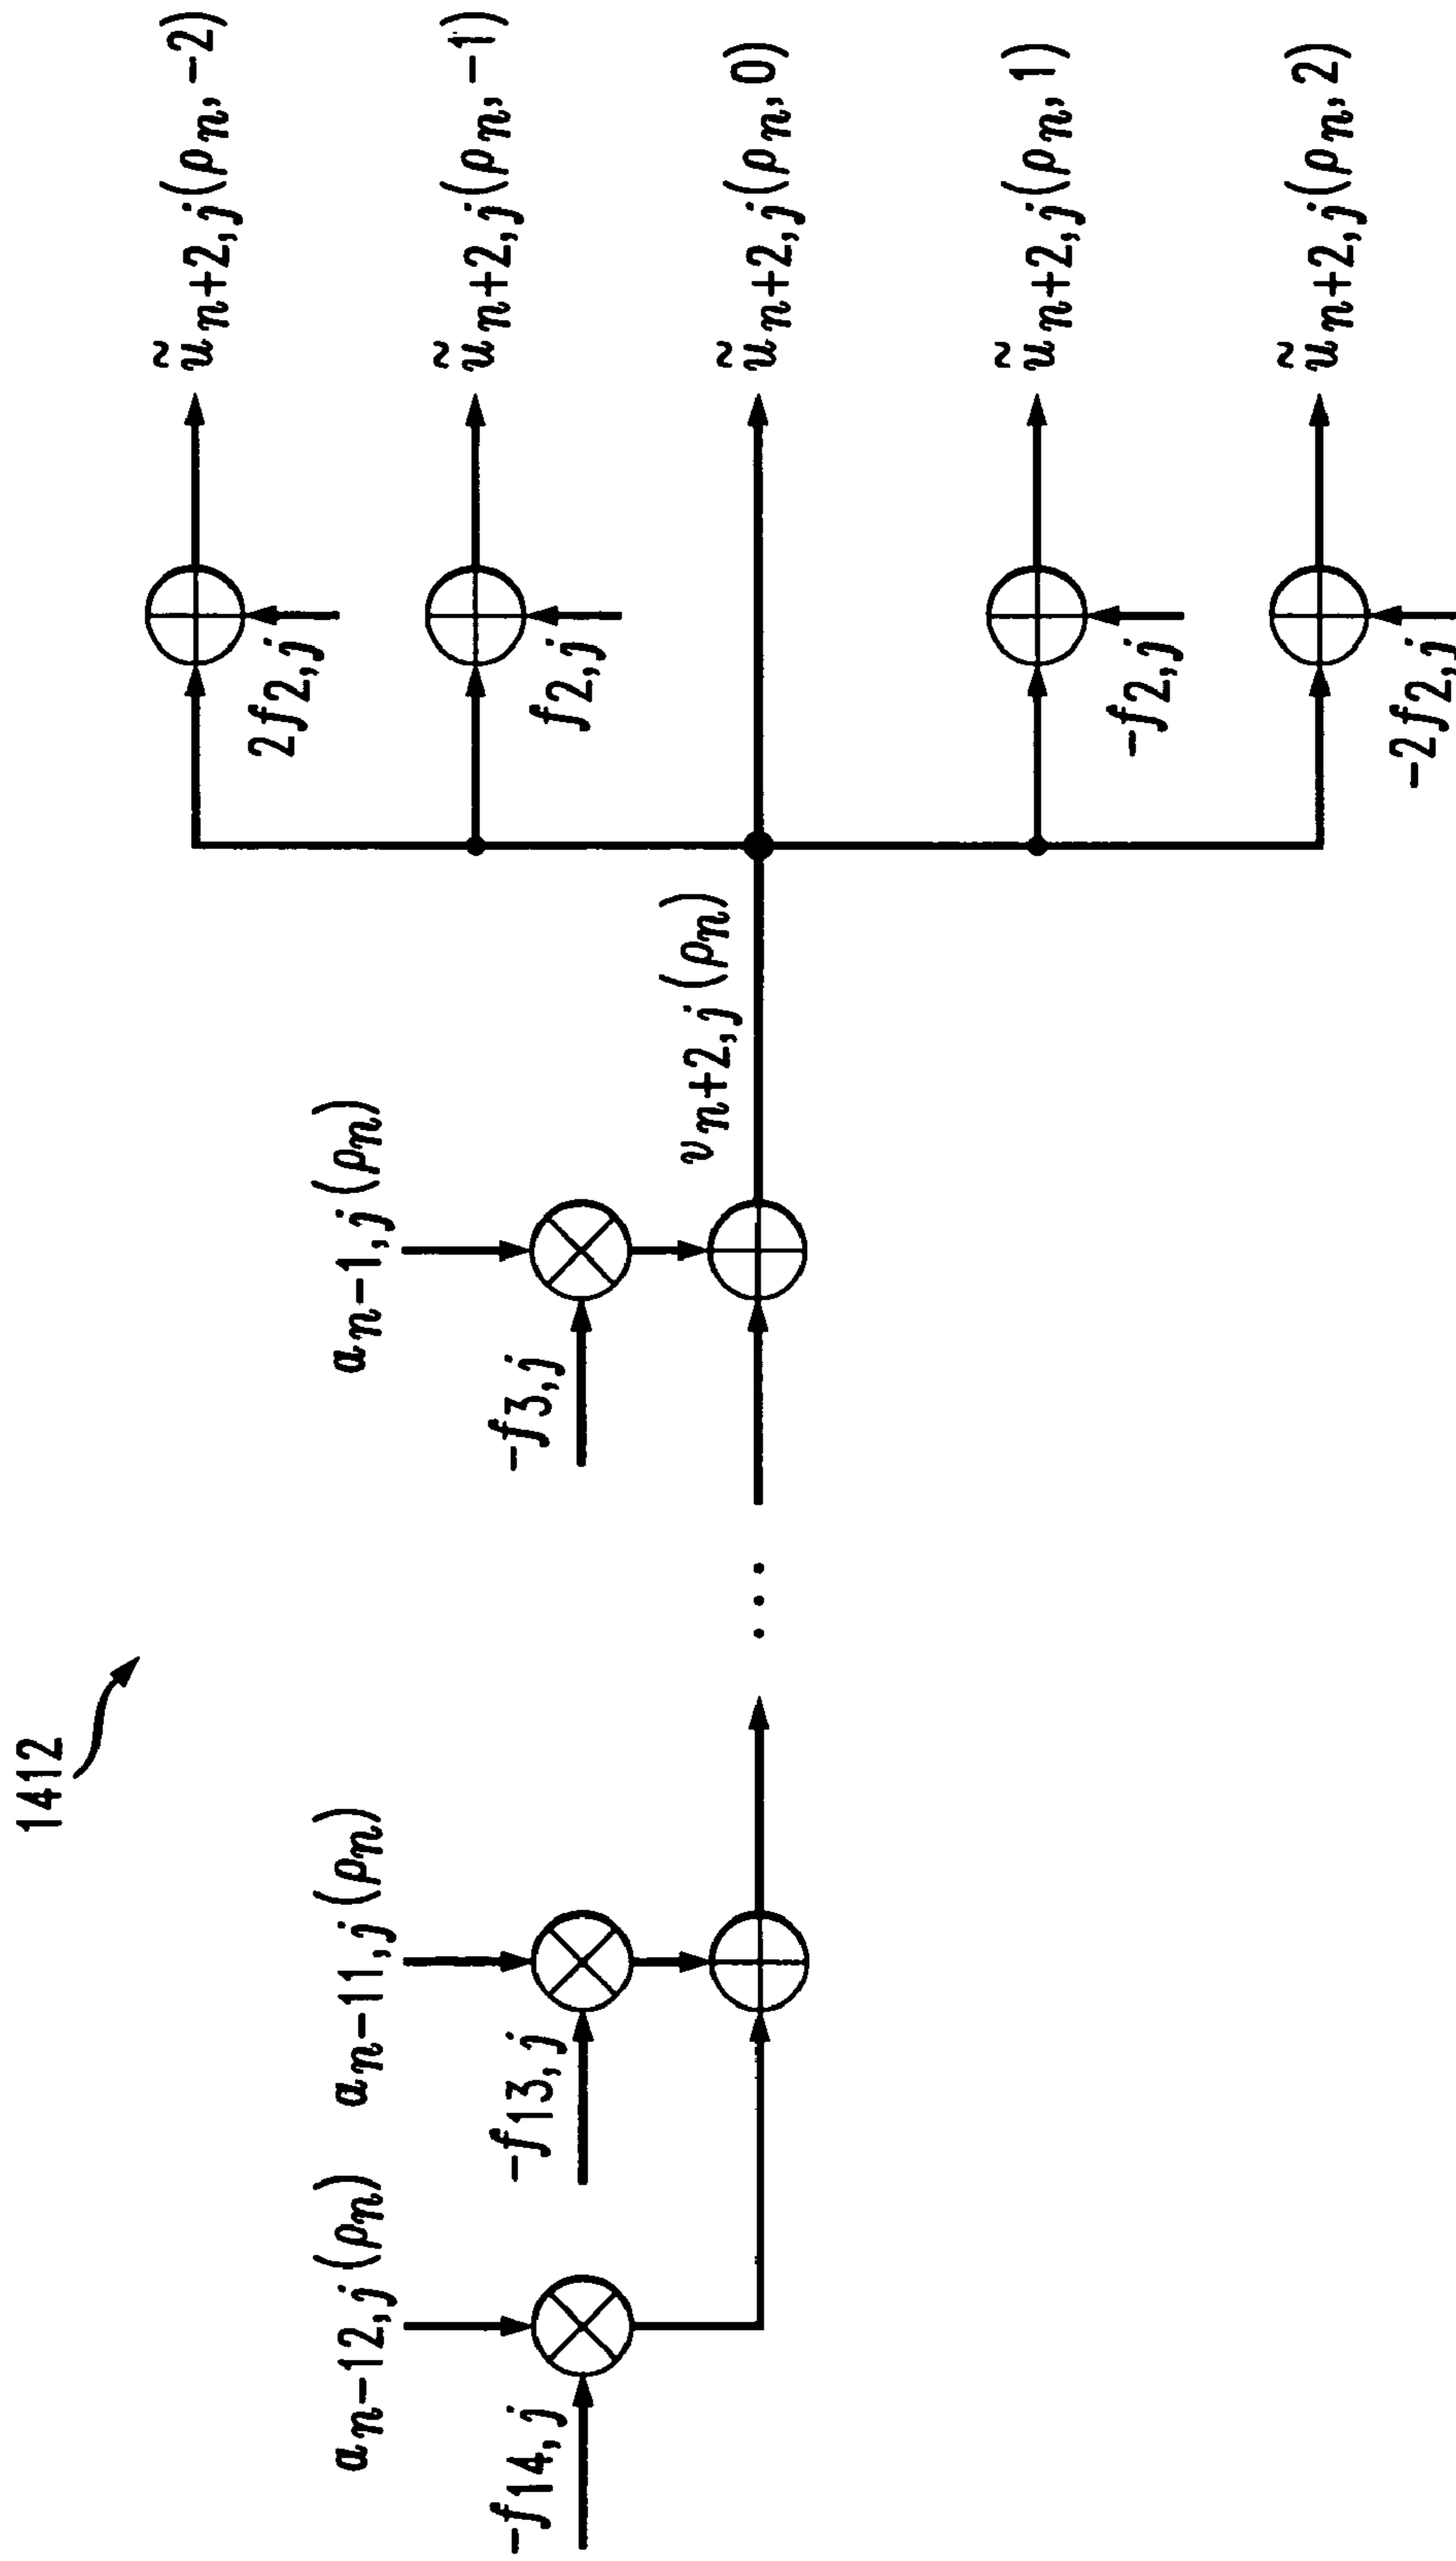 1412
a_{n-12,j}(ρ_n)
a_{n-11,j}(ρ_n)
a_{n-1,j}(ρ_n)
-f_{14,j}
-f_{13,j}
-f_{3,j}
. . .
v_{n+2,j}(ρ_n)
2f_{2,j}
f_{2,j}
-f_{2,j}
-2f_{2,j}
ũ_{n+2,j}(ρ_n,-2)
ũ_{n+2,j}(ρ_n,-1)
ũ_{n+2,j}(ρ_n,0)
ũ_{n+2,j}(ρ_n,1)
ũ_{n+2,j}(ρ_n,2)